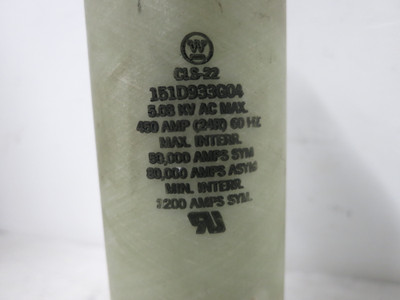 W
CLS-22
151D933G04
5.08 KV AC MAX.
450 AMP (24R) 60 HZ
MAX. INTERR.
50,000 AMPS SYM
80,000 AMPS ASYM
MIN. INTERR.
AMPS SYM.